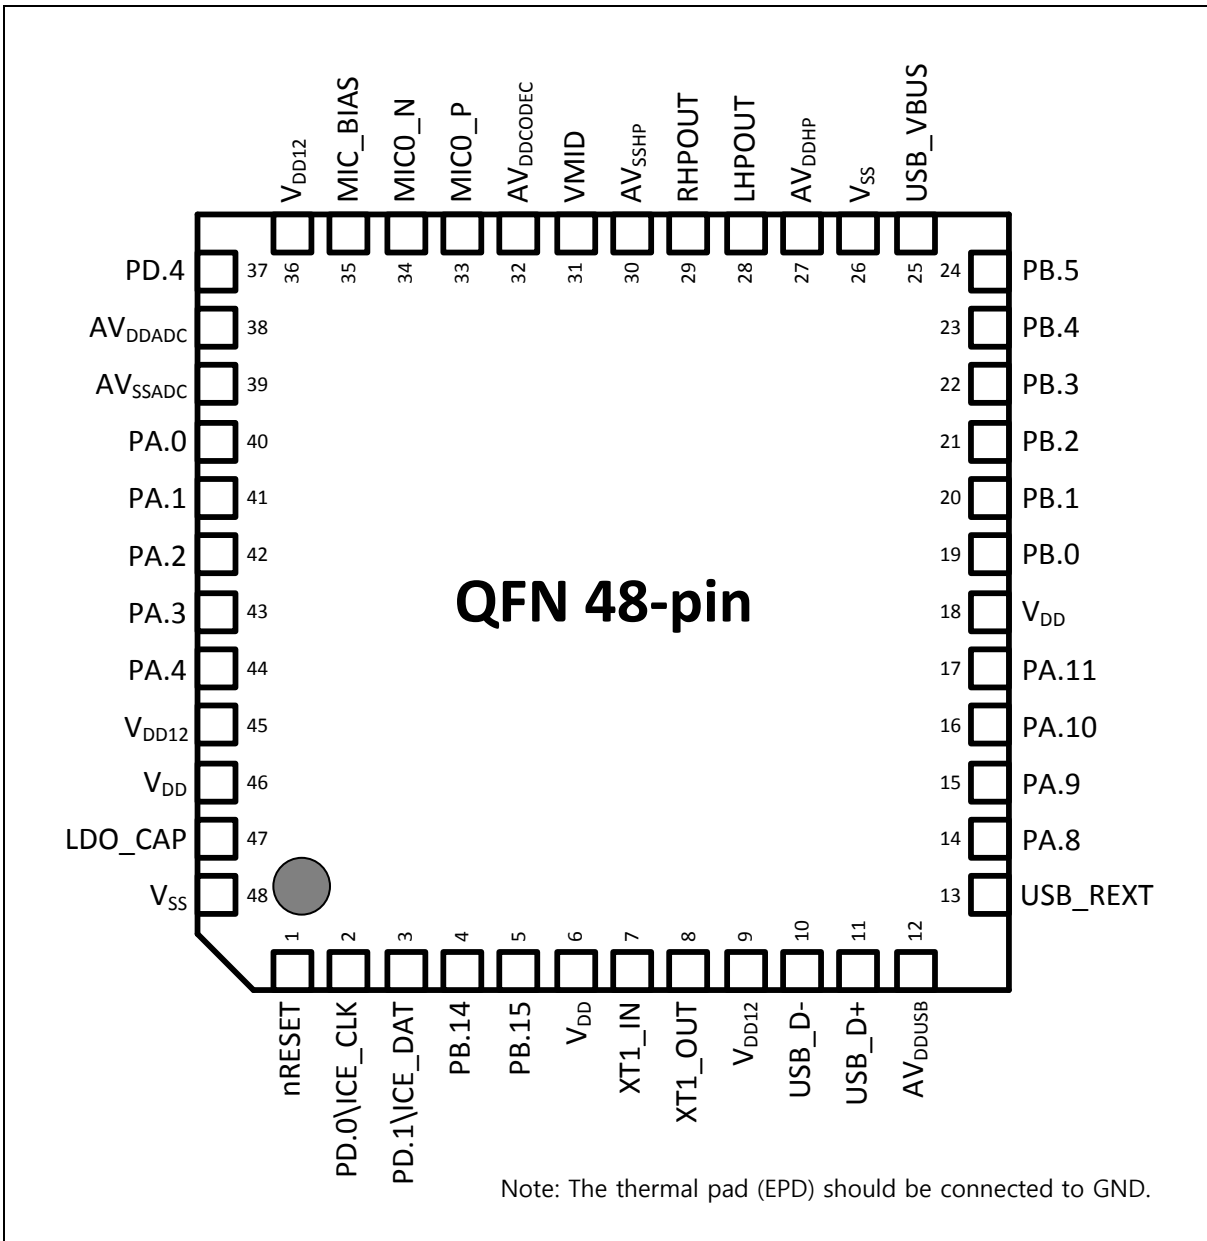 V_DD12
MIC_BIAS
MIC0_N
MIC0_P
AV_DDCODEC
VMID
AV_SSHP
RHPOUT
LHPOUT
AV_DDHP
V_SS
USB_VBUS
36 35 34 33 32 31 30 29 28 27 26 25
PD.4 37
AV_DDADC 38
AV_SSADC 39
PA.0 40
PA.1 41
PA.2 42
PA.3 43
PA.4 44
V_DD12 45
V_DD 46
LDO_CAP 47
V_SS 48
24 PB.5
23 PB.4
22 PB.3
21 PB.2
20 PB.1
19 PB.0
18 V_DD
17 PA.11
16 PA.10
15 PA.9
14 PA.8
13 USB_REXT
QFN 48-pin
1 2 3 4 5 6 7 8 9 10 11 12
nRESET
PD.0\ICE_CLK
PD.1\ICE_DAT
PB.14
PB.15
V_DD
XT1_IN
XT1_OUT
V_DD12
USB_D-
USB_D+
AV_DDUSB
Note: The thermal pad (EPD) should be connected to GND.